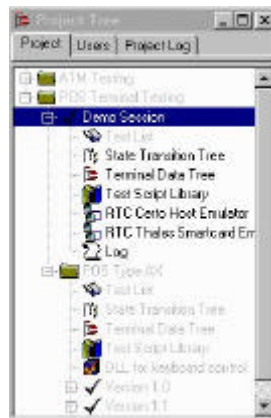 Project Tree
Project Users Project Log
ATM Testing
POS Terminal Testing
Demo Session
Test List
State Transition Tree
Terminal Data Tree
Test Script Library
RTC Certo Host Emulator
RTC Thales Smartcard Em
Log
POS Type AX
Test List
State Transition Tree
Terminal Data Tree
Test Script Library
DLL for keyboard control
Version 1.0
Version 1.1